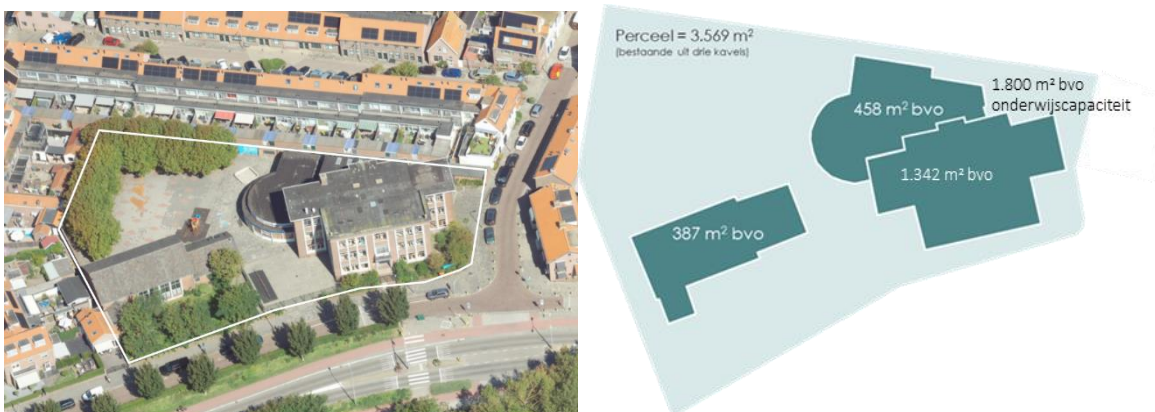 Perceel = 3.569 m²
(bestaande uit drie kavels)
1.800 m² bvo
onderwijscapaciteit
458 m² bvo
1.342 m² bvo
387 m² bvo